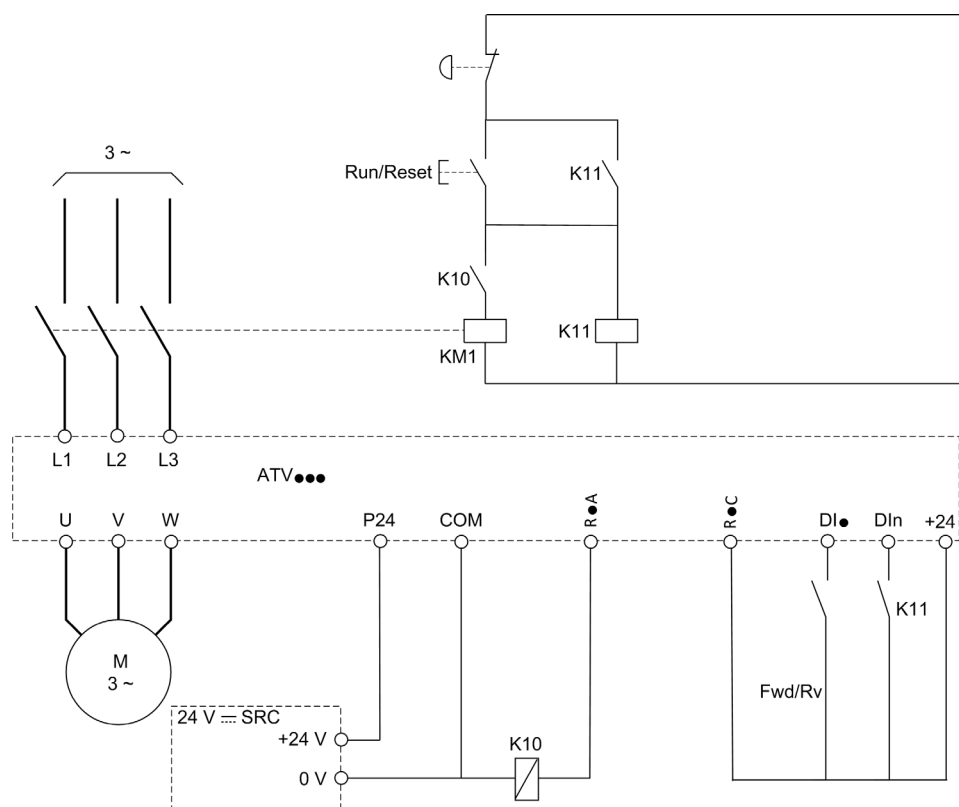 3 ~
Run/Reset
K11
K10
KM1
K11
L1
L2
L3
ATV●●●
U
V
W
P24
COM
R●A
R●C
DI●
DIn
+24
K11
M
3 ~
Fwd/Rv
24 V ⎓ SRC
+24 V
K10
0 V